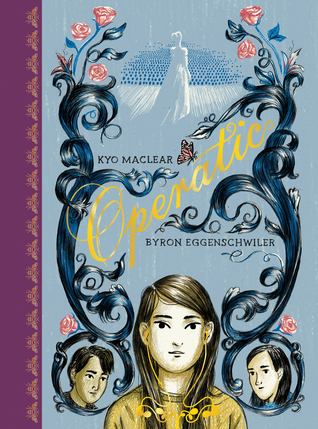 KYO MACLEAR
Operatic
BYRON EGGENSCHWILER